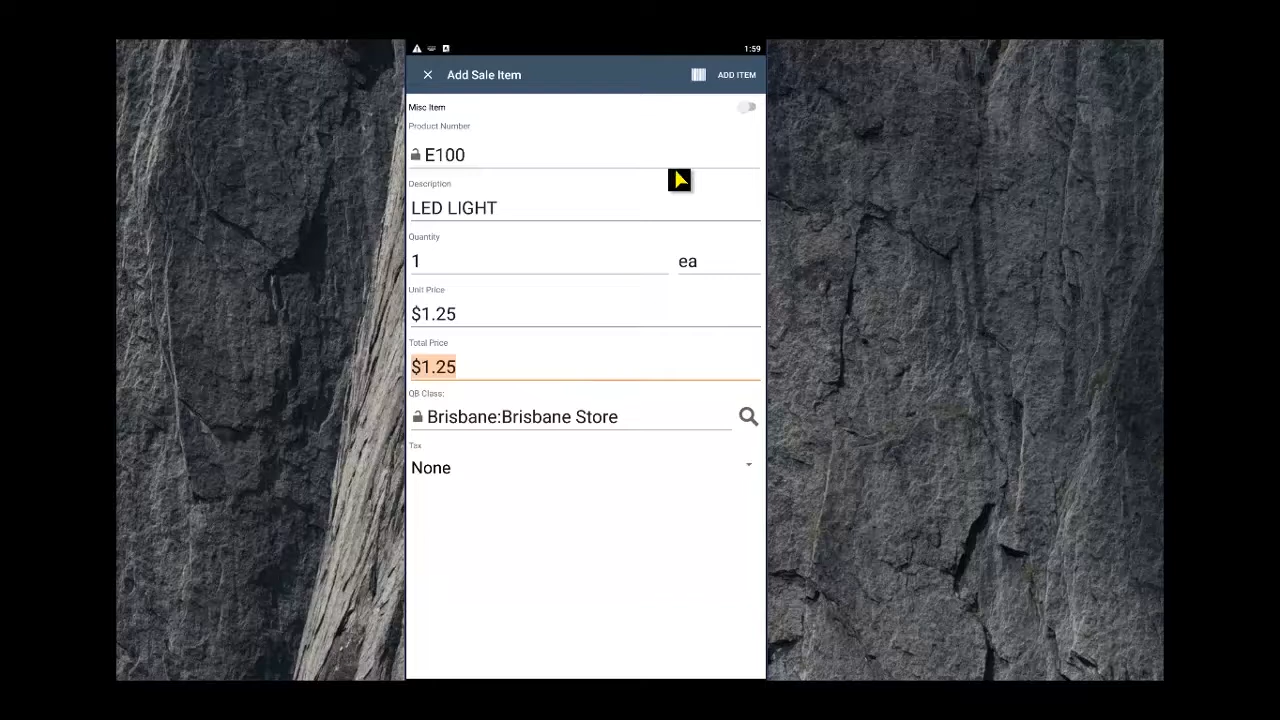 1:59
Add Sale Item
ADD ITEM
Misc Item
Product Number
E100
Description
LED LIGHT
Quantity
1 ea
Unit Price
$1.25
Total Price
$1.25
QB Class:
Brisbane:Brisbane Store
Tax
None